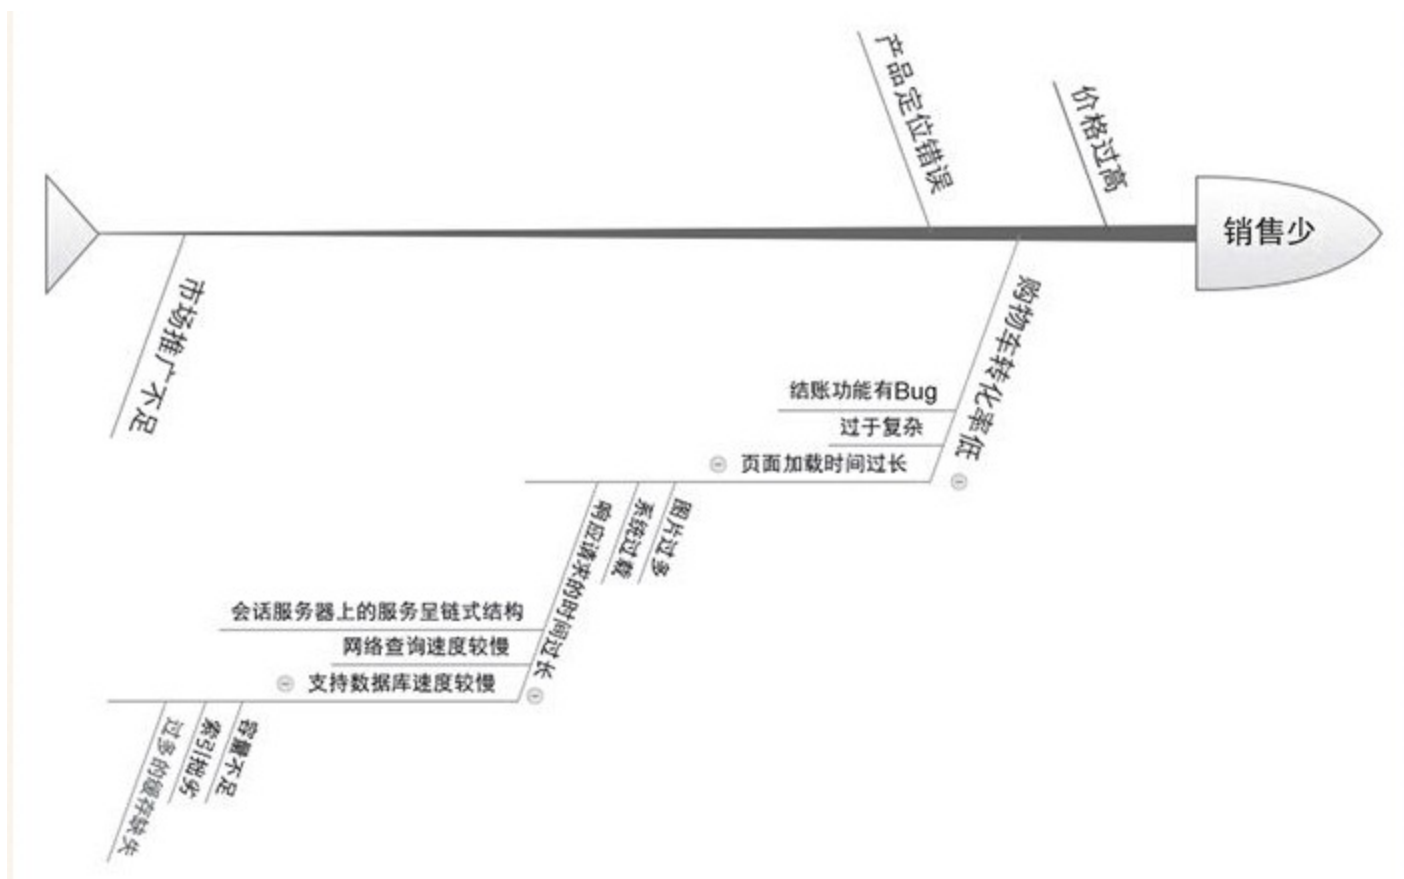 产品定位错误
价格过高
销售少
市场推广不足
购物车转化率低
结账功能有Bug
过于复杂
页面加载时间过长
图片过多
系统过载
响应请求的时间过长
会话服务器上的服务呈链式结构
网络查询速度较慢
支持数据库速度较慢
容量不足
索引拙劣
过多的缓存缺失